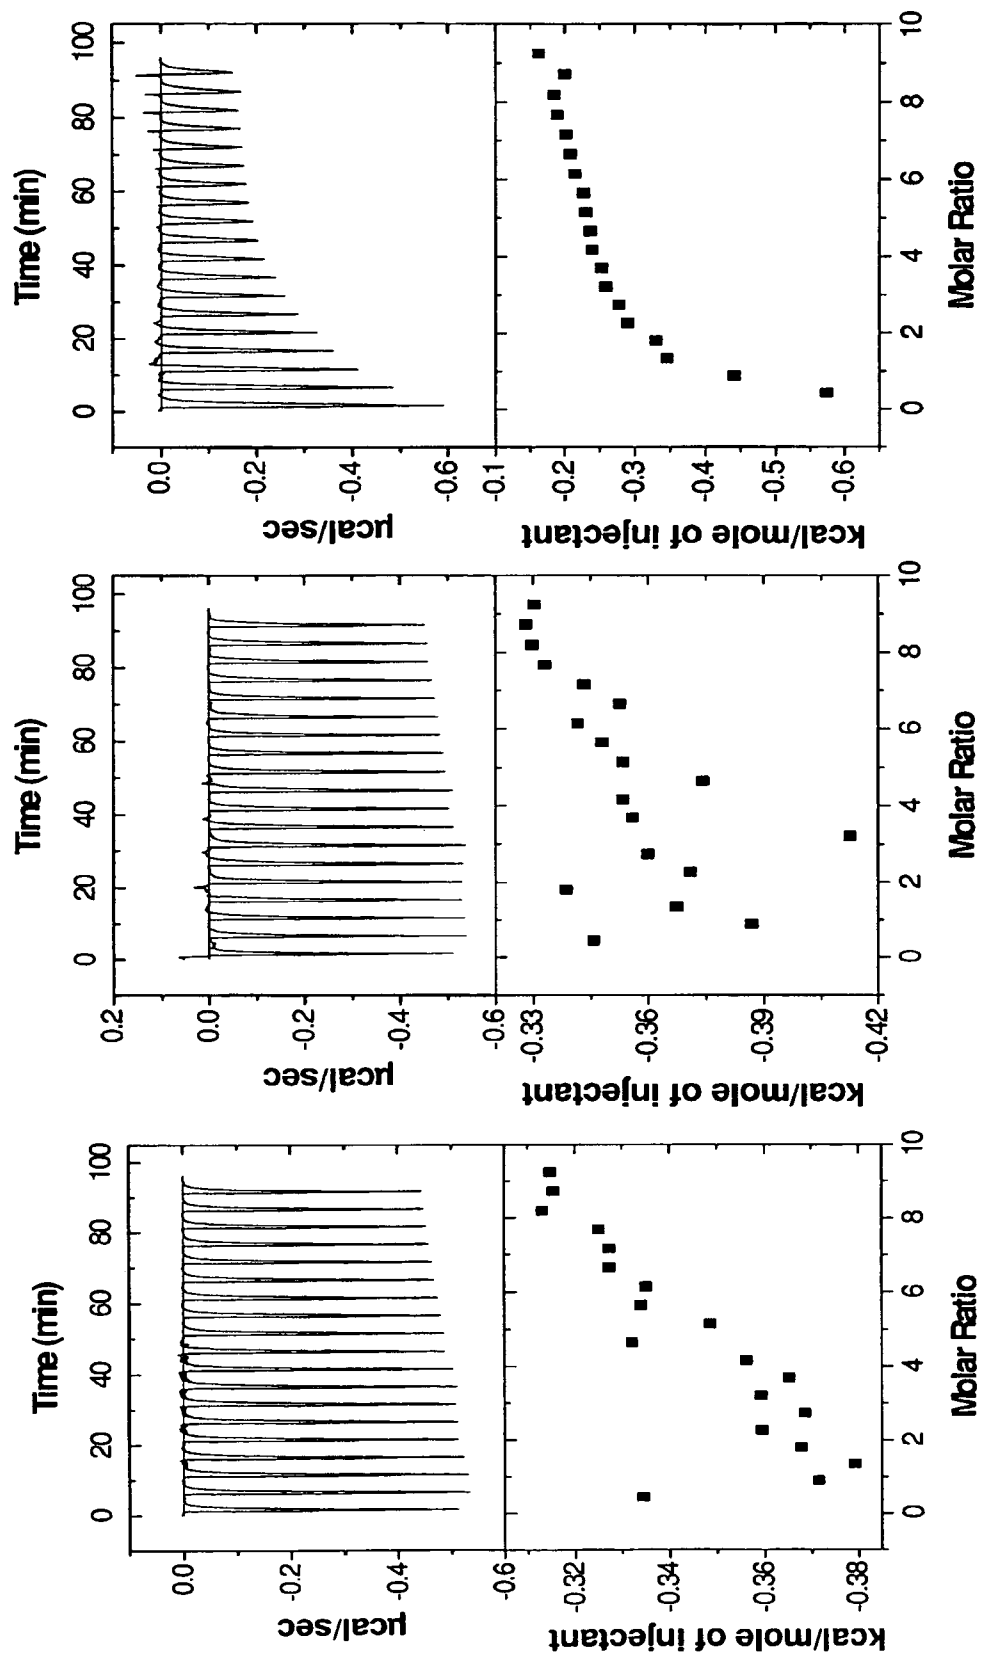 Time (min)
0 20 40 60 80 100
0.0
-0.2
-0.4
-0.6
µcal/sec
-0.32
-0.34
-0.36
-0.38
kcal/mole of injectant
0 2 4 6 8 10
Molar Ratio
Time (min)
0 20 40 60 80 100
0.2
0.0
-0.2
-0.4
-0.6
µcal/sec
-0.33
-0.36
-0.39
-0.42
kcal/mole of injectant
0 2 4 6 8 10
Molar Ratio
Time (min)
0 20 40 60 80 100
0.0
-0.2
-0.4
-0.6
µcal/sec
-0.1
-0.2
-0.3
-0.4
-0.5
-0.6
kcal/mole of injectant
0 2 4 6 8 10
Molar Ratio